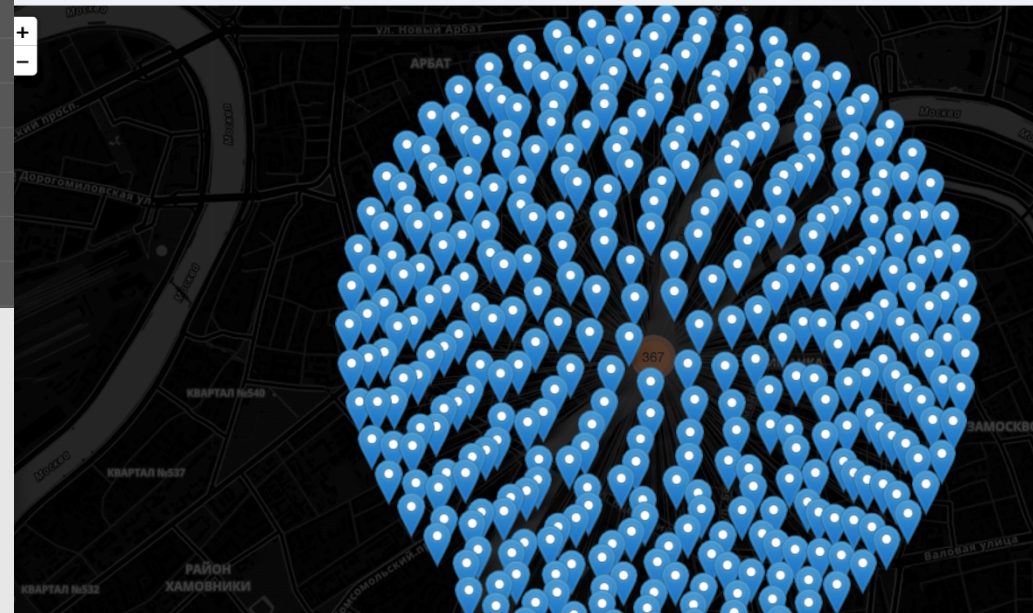 Москва
+
ул. Новый Арбат
−
АРБАТ
Москва
ский просп.
Москва
Дорогомиловская ул.
Москва
367
КВАРТАЛ №540
ЗАМОСКВО
Москва
КВАРТАЛ №537
Валовая улица
РАЙОН
ХАМОВНИКИ
КВАРТАЛ №532